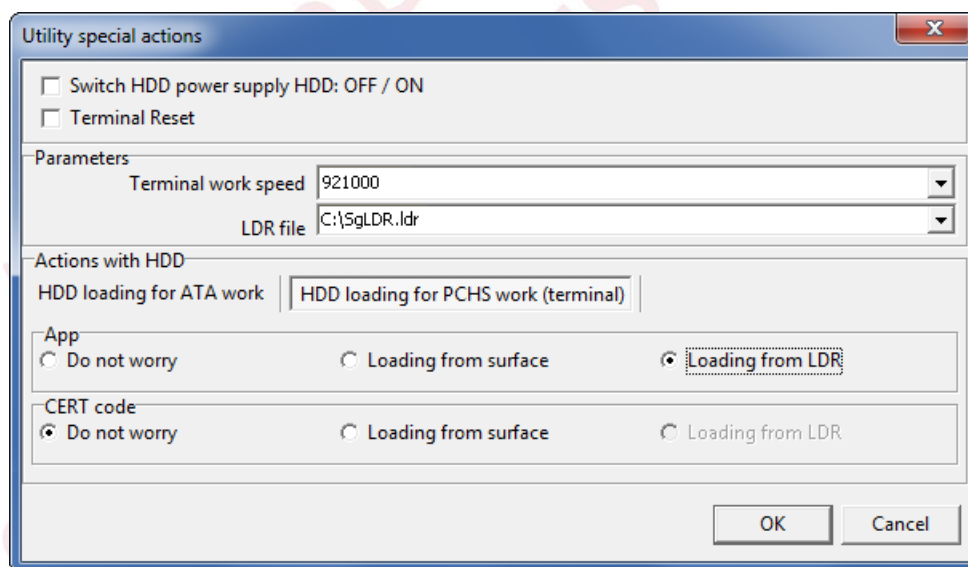 Utility special actions
Switch HDD power supply HDD: OFF / ON
Terminal Reset
Parameters
Terminal work speed 921000
LDR file C:\SgLDR.ldr
Actions with HDD
HDD loading for ATA work HDD loading for PCHS work (terminal)
App
Do not worry Loading from surface Loading from LDR
CERT code
Do not worry Loading from surface Loading from LDR
OK Cancel